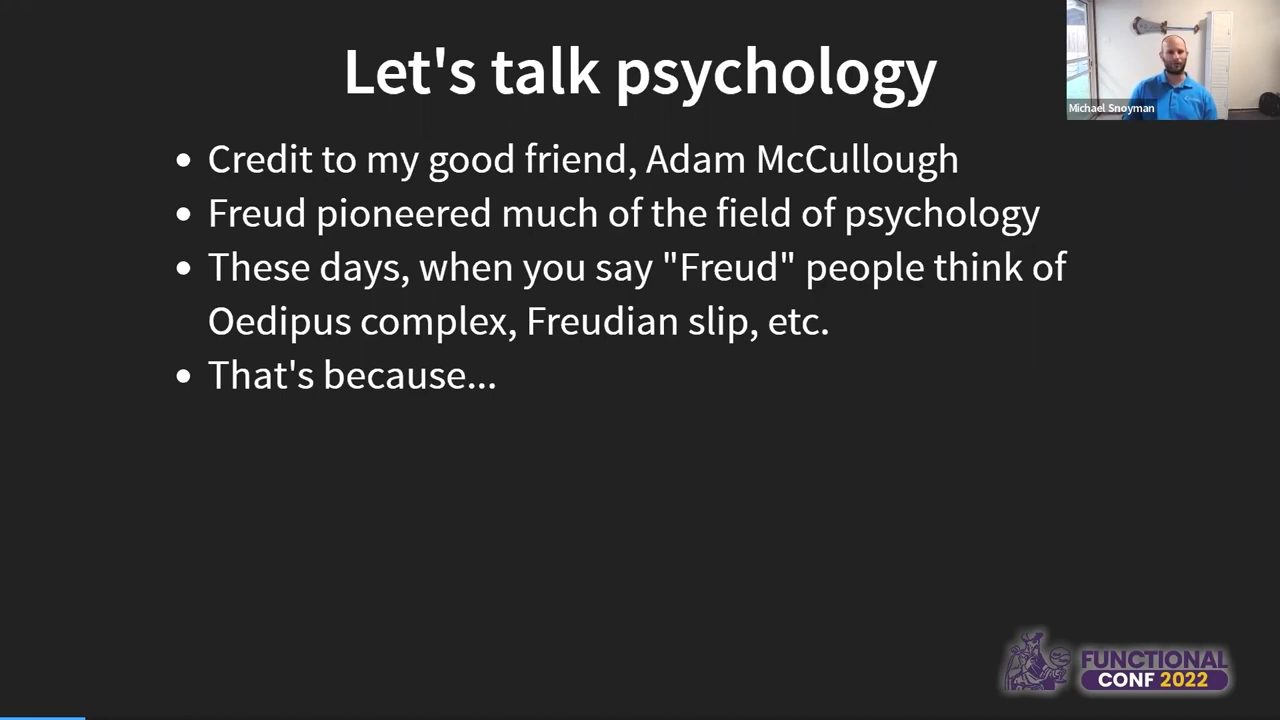 Let's talk psychology
Michael Snoyman
• Credit to my good friend, Adam McCullough
• Freud pioneered much of the field of psychology
• These days, when you say "Freud" people think of
Oedipus complex, Freudian slip, etc.
• That's because...
FUNCTIONAL
CONF 2022